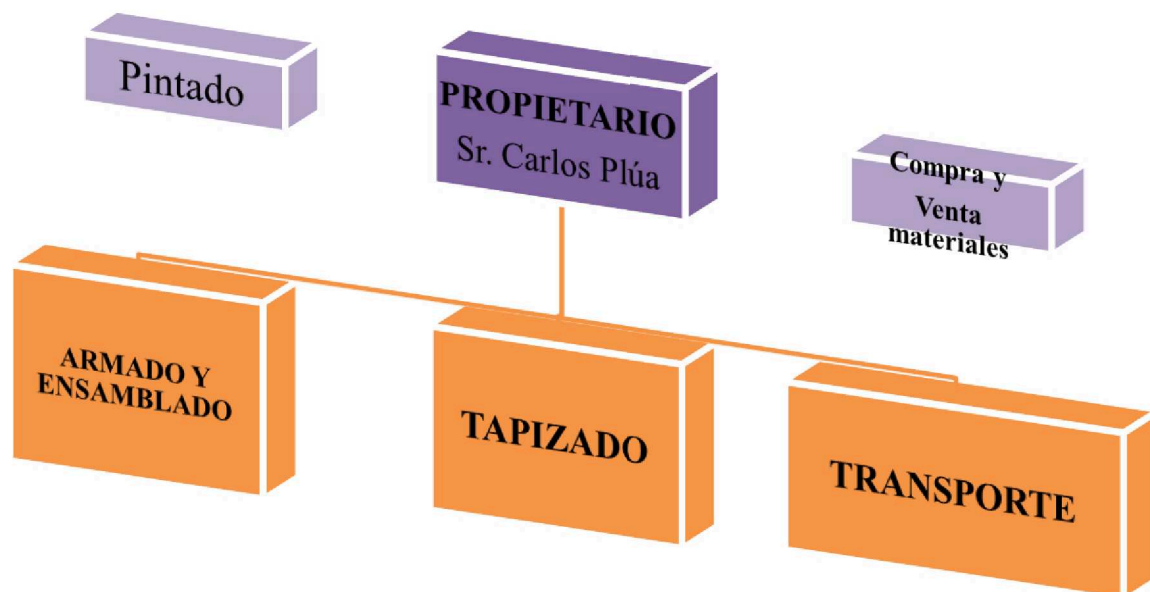 Pintado
PROPIETARIO
Sr. Carlos Plúa
Compra y
Venta
materiales
ARMADO Y
ENSAMBLADO
TAPIZADO
TRANSPORTE